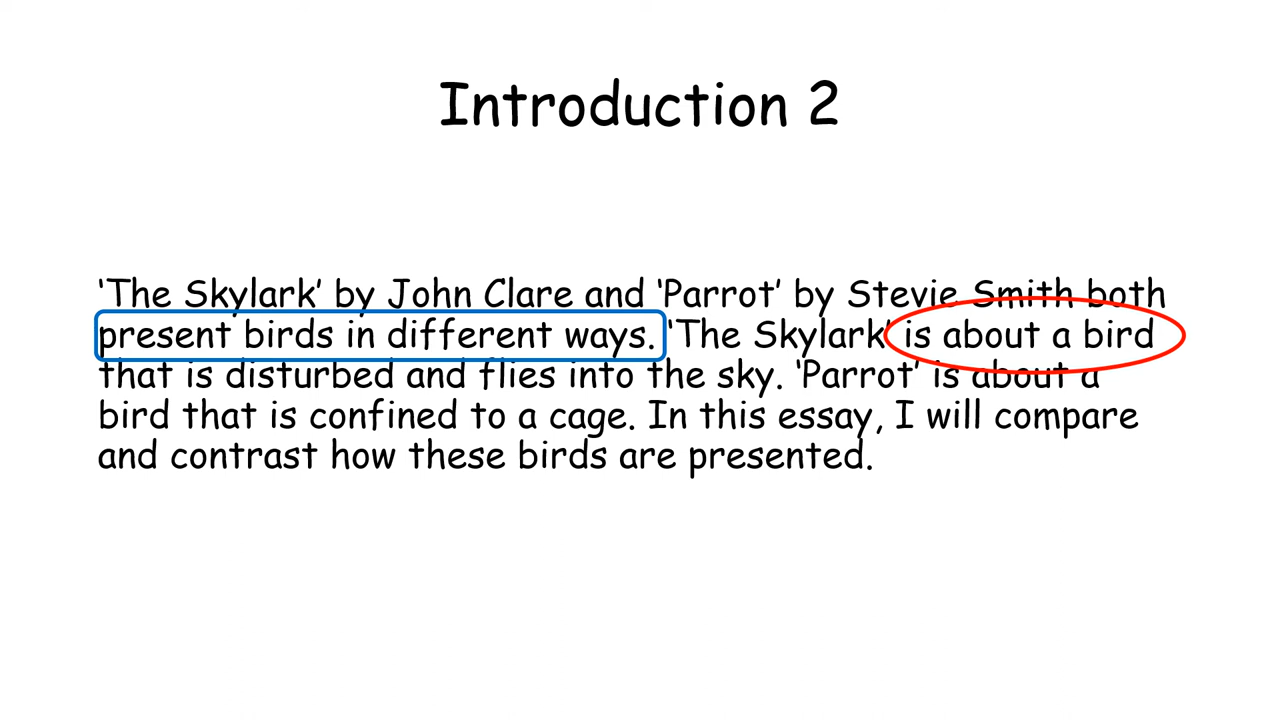 Introduction 2
‘The Skylark’ by John Clare and ‘Parrot’ by Stevie Smith both
present birds in different ways. ‘The Skylark’ is about a bird
that is disturbed and flies into the sky. ‘Parrot’ is about a
bird that is confined to a cage. In this essay, I will compare
and contrast how these birds are presented.